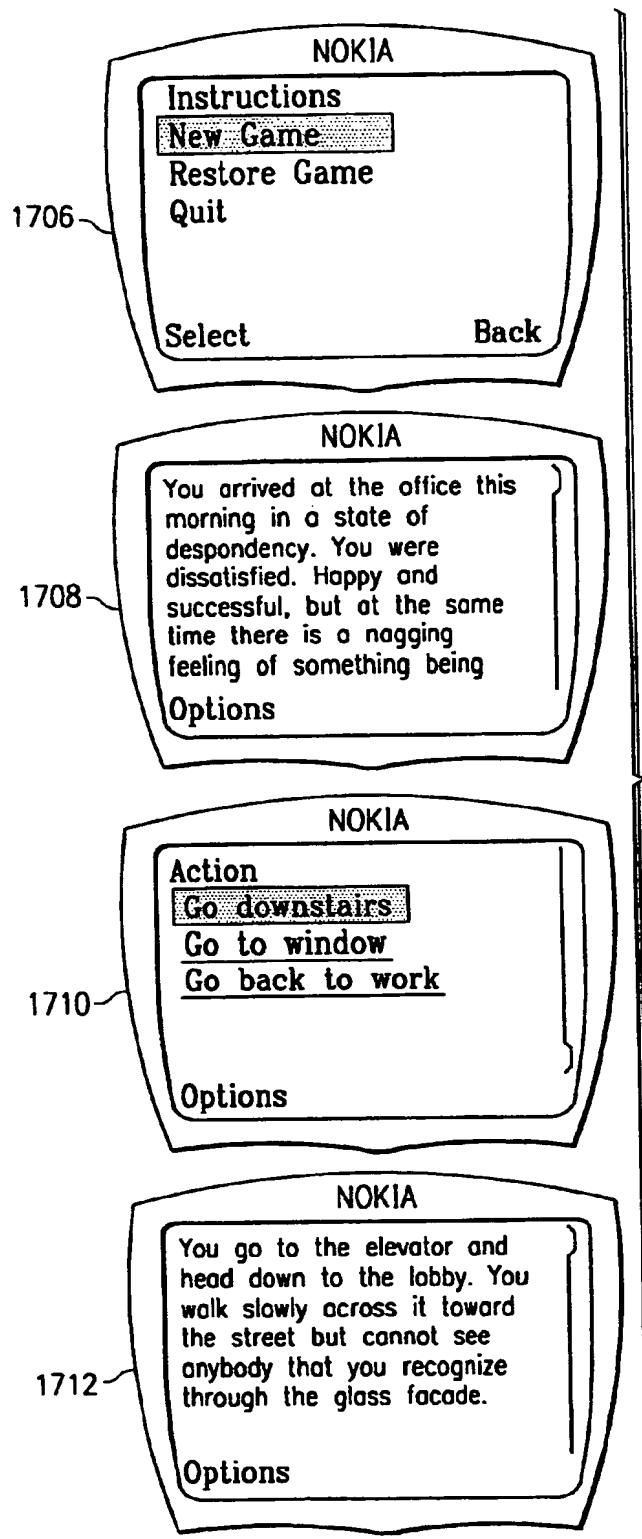 NOKIA
Instructions
New Game
Restore Game
Quit
1706
Select Back
NOKIA
You arrived at the office this
morning in a state of
despondency. You were
dissatisfied. Happy and
successful, but at the same
time there is a nagging
feeling of something being
1708
Options
NOKIA
Action
Go downstairs
Go to window
Go back to work
1710
Options
NOKIA
You go to the elevator and
head down to the lobby. You
walk slowly across it toward
the street but cannot see
anybody that you recognize
through the glass facade.
1712
Options